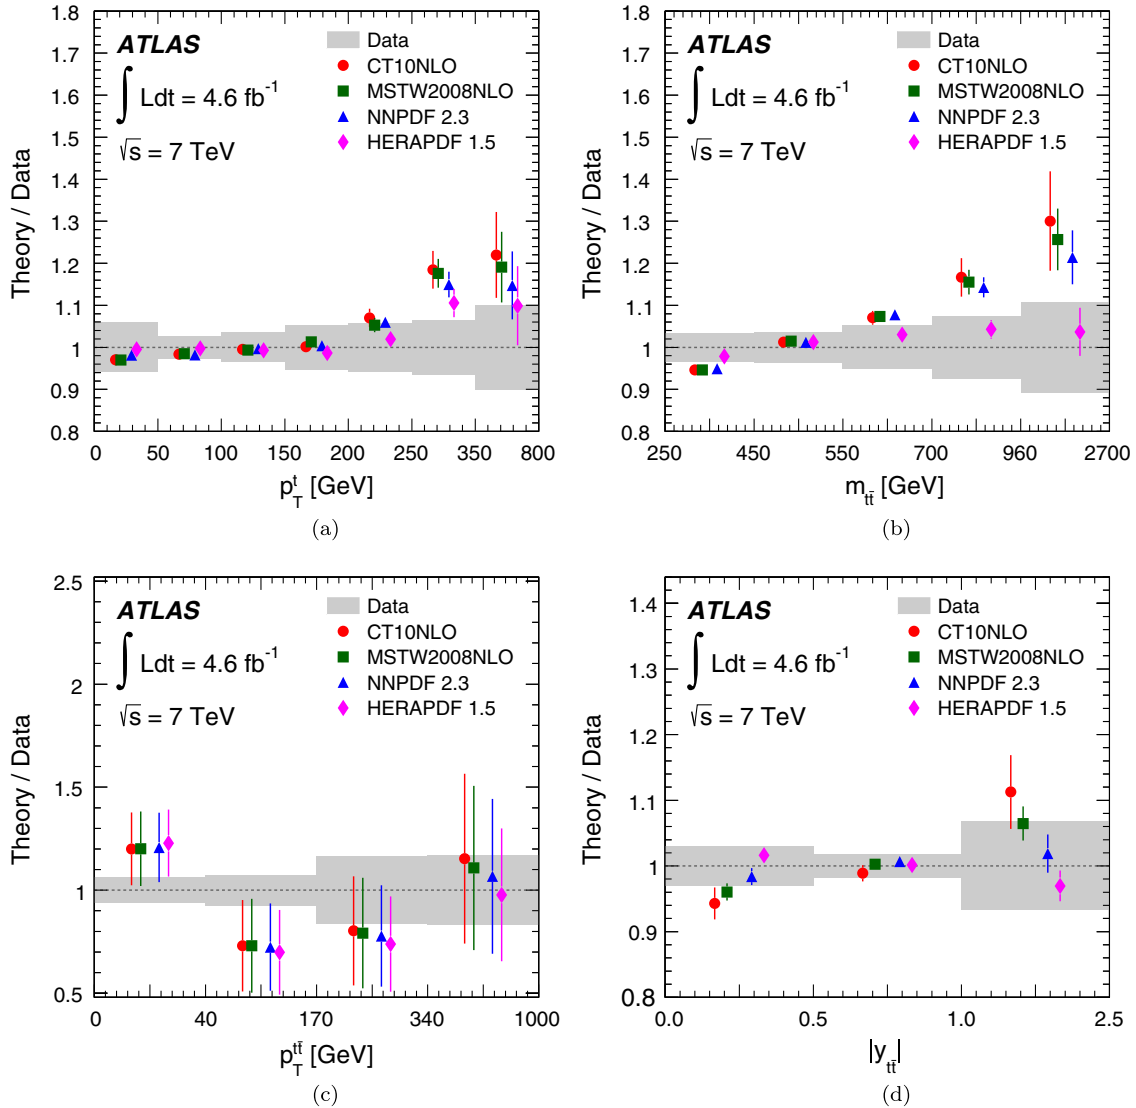 ATLAS
∫ Ldt = 4.6 fb⁻¹
√s = 7 TeV
Data
CT10NLO
MSTW2008NLO
NNPDF 2.3
HERAPDF 1.5
Theory / Data
1.8
1.7
1.6
1.5
1.4
1.3
1.2
1.1
1
0.9
0.8
0 50 100 150 200 250 350 800
p_T^t [GeV]
(a)
ATLAS
∫ Ldt = 4.6 fb⁻¹
√s = 7 TeV
Data
CT10NLO
MSTW2008NLO
NNPDF 2.3
HERAPDF 1.5
Theory / Data
1.8
1.7
1.6
1.5
1.4
1.3
1.2
1.1
1
0.9
0.8
250 450 550 700 960 2700
m_tt̄ [GeV]
(b)
ATLAS
∫ Ldt = 4.6 fb⁻¹
√s = 7 TeV
Data
CT10NLO
MSTW2008NLO
NNPDF 2.3
HERAPDF 1.5
Theory / Data
2.5
2
1.5
1
0.5
0 40 170 340 1000
p_T^tt̄ [GeV]
(c)
ATLAS
∫ Ldt = 4.6 fb⁻¹
√s = 7 TeV
Data
CT10NLO
MSTW2008NLO
NNPDF 2.3
HERAPDF 1.5
Theory / Data
1.4
1.2
1.1
1
0.9
0.8
0.0 0.5 1.0 2.5
|y_tt̄|
(d)